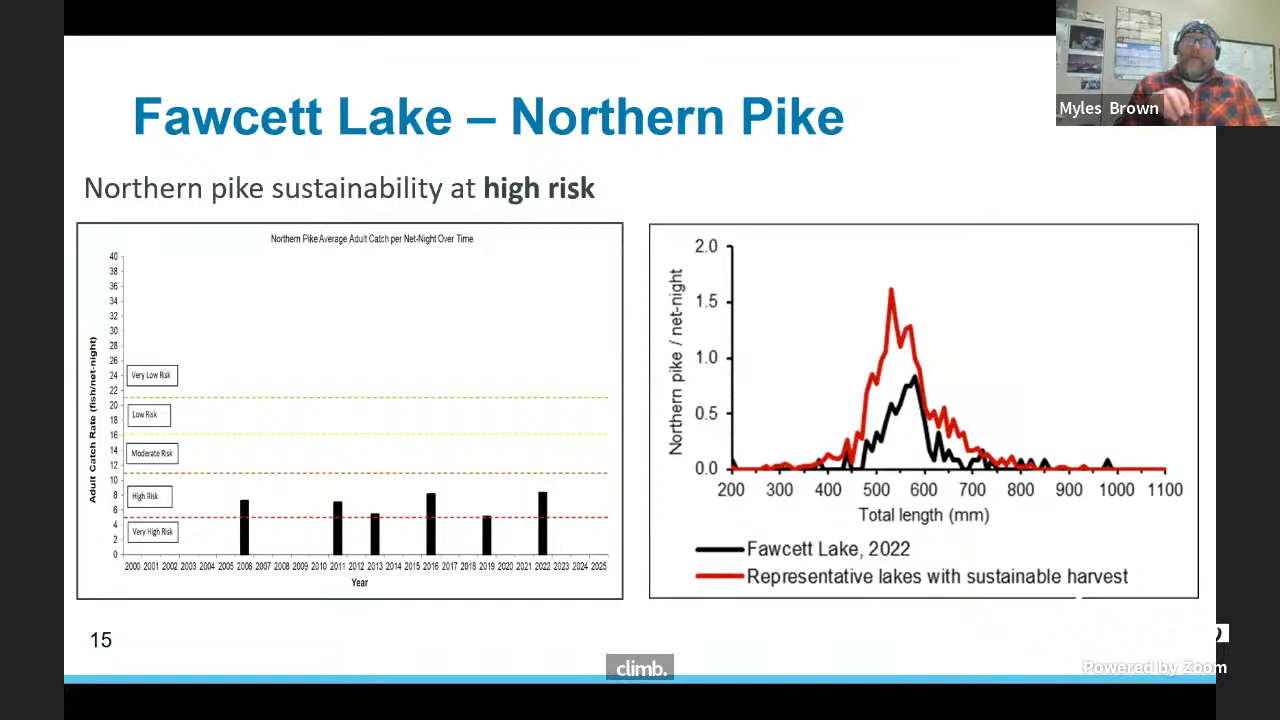 Myles Brown
Fawcett Lake – Northern Pike
Northern pike sustainability at high risk
Northern Pike Average Adult Catch per Net-Night Over Time
Adult Catch Rate (fish/net-night)
40
38
36
34
32
30
28
26
24
22
20
18
16
14
12
10
8
6
4
2
0
Very Low Risk
Low Risk
Moderate Risk
High Risk
Very High Risk
2000 2001 2002 2003 2004 2005 2006 2007 2008 2009 2010 2011 2012 2013 2014 2015 2016 2017 2018 2019 2020 2021 2022 2023 2024 2025
Year
Northern pike / net-night
2.0
1.5
1.0
0.5
0.0
200 300 400 500 600 700 800 900 1000 1100
Total length (mm)
Fawcett Lake, 2022
Representative lakes with sustainable harvest
15
climb.
Powered by Zoom